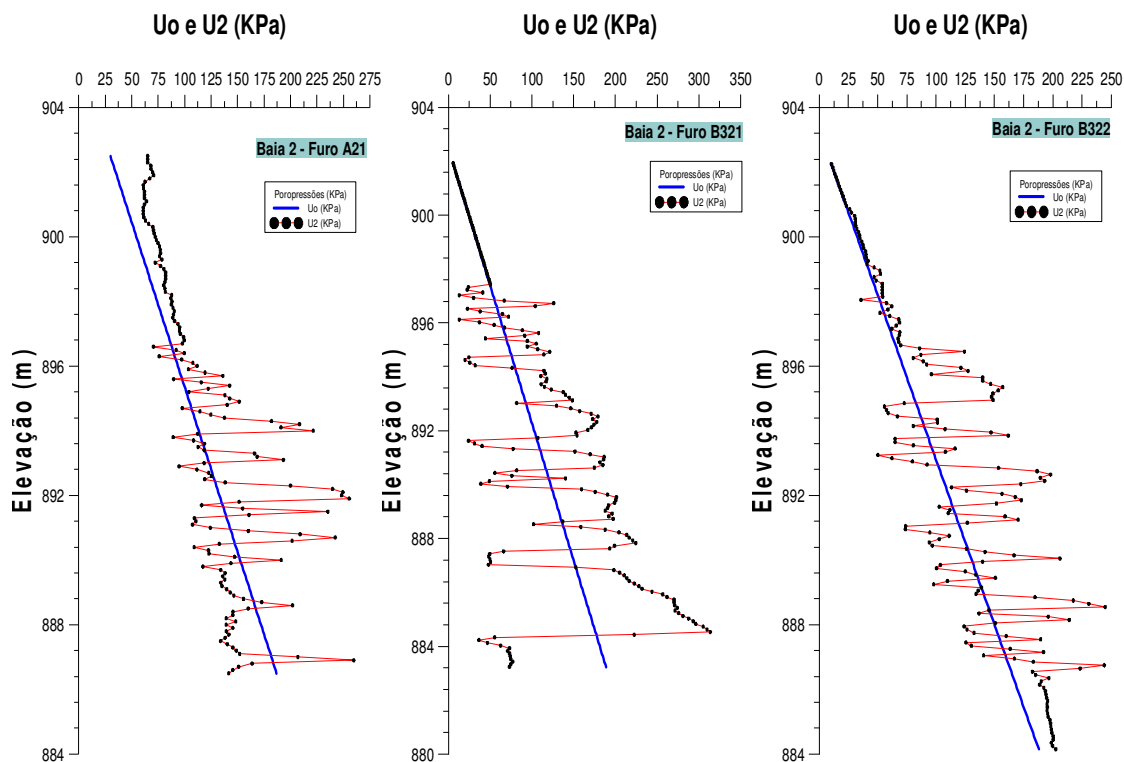 Uo e U2 (KPa)
0 25 50 75 100 125 150 175 200 225 250 275
904
900
896
892
888
884
Elevação (m)
Baia 2 - Furo A21
Poropressões (KPa)
Uo (KPa)
U2 (KPa)
Uo e U2 (KPa)
0 50 100 150 200 250 300 350
904
900
896
892
888
884
880
Elevação (m)
Baia 2 - Furo B321
Poropressões (KPa)
Uo (KPa)
U2 (KPa)
Uo e U2 (KPa)
0 25 50 75 100 125 150 175 200 225 250
904
900
896
892
888
884
Elevação (m)
Baia 2 - Furo B322
Poropressões (KPa)
Uo (KPa)
U2 (KPa)